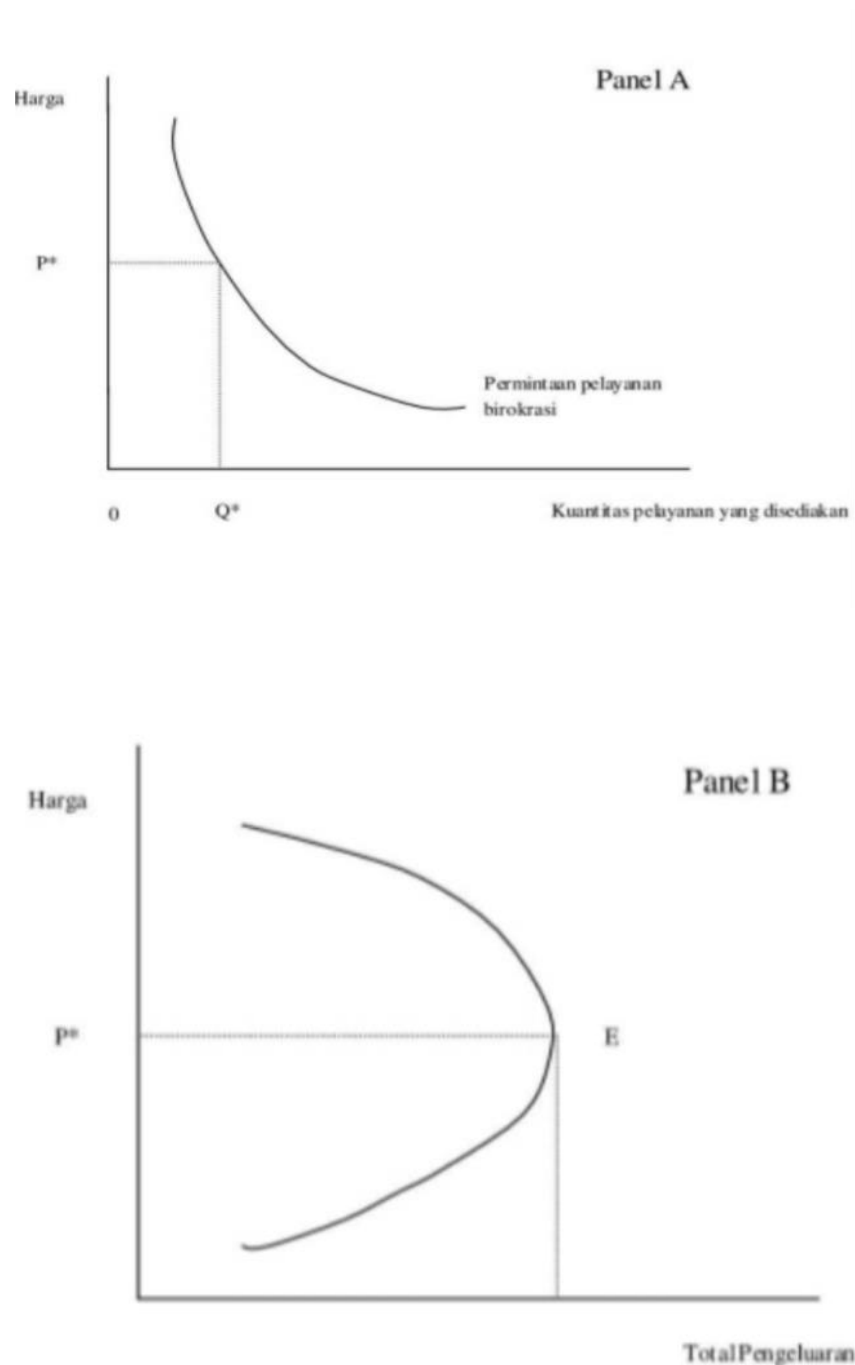 Panel A
Harga
P*
Permintaan pelayanan
birokrasi
0
Q*
Kuantitas pelayanan yang disediakan
Panel B
Harga
P*
E
Total Pengeluaran